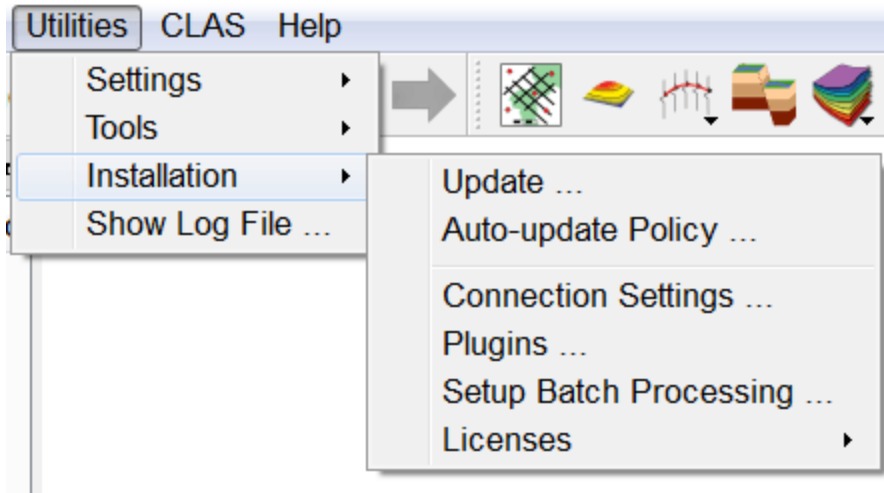 Utilities CLAS Help
Settings
Tools
Installation
Show Log File ...
Update ...
Auto-update Policy ...
Connection Settings ...
Plugins ...
Setup Batch Processing ...
Licenses